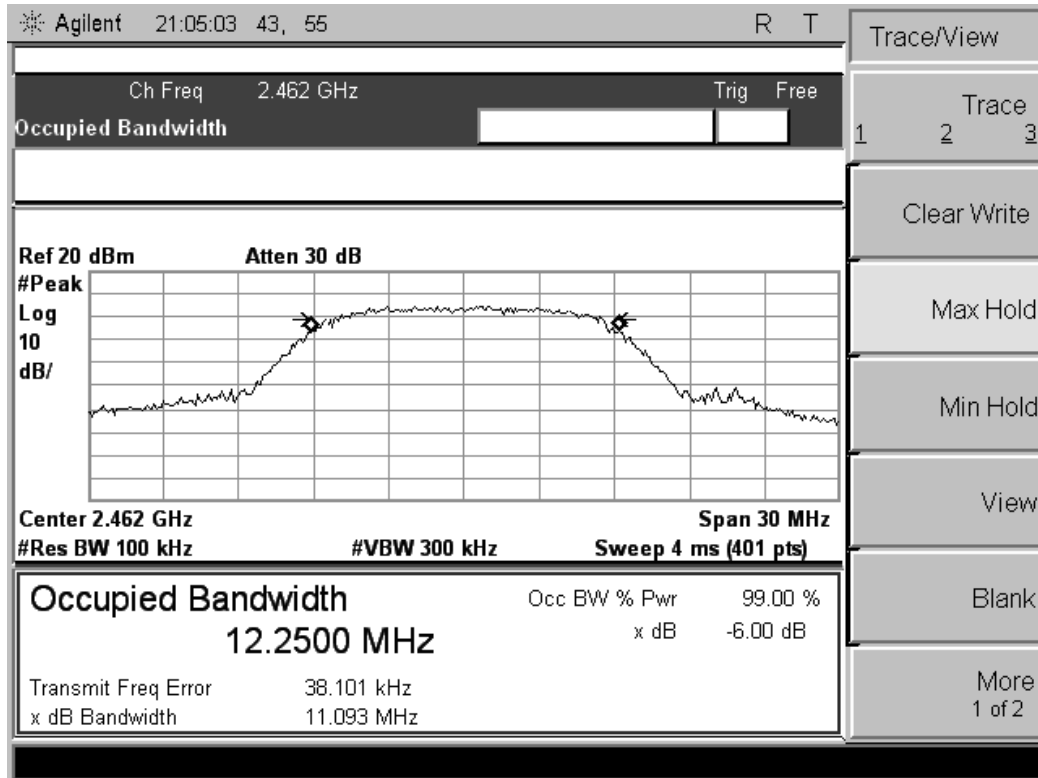 Agilent 21:05:03 43, 55 R T
Ch Freq 2.462 GHz Trig Free
Occupied Bandwidth
Ref 20 dBm Atten 30 dB
#Peak
Log
10
dB/
Center 2.462 GHz Span 30 MHz
#Res BW 100 kHz #VBW 300 kHz Sweep 4 ms (401 pts)
Occupied Bandwidth
12.2500 MHz
Occ BW % Pwr 99.00 %
x dB -6.00 dB
Transmit Freq Error 38.101 kHz
x dB Bandwidth 11.093 MHz
Trace/View
Trace
1 2 3
Clear Write
Max Hold
Min Hold
View
Blank
More
1 of 2